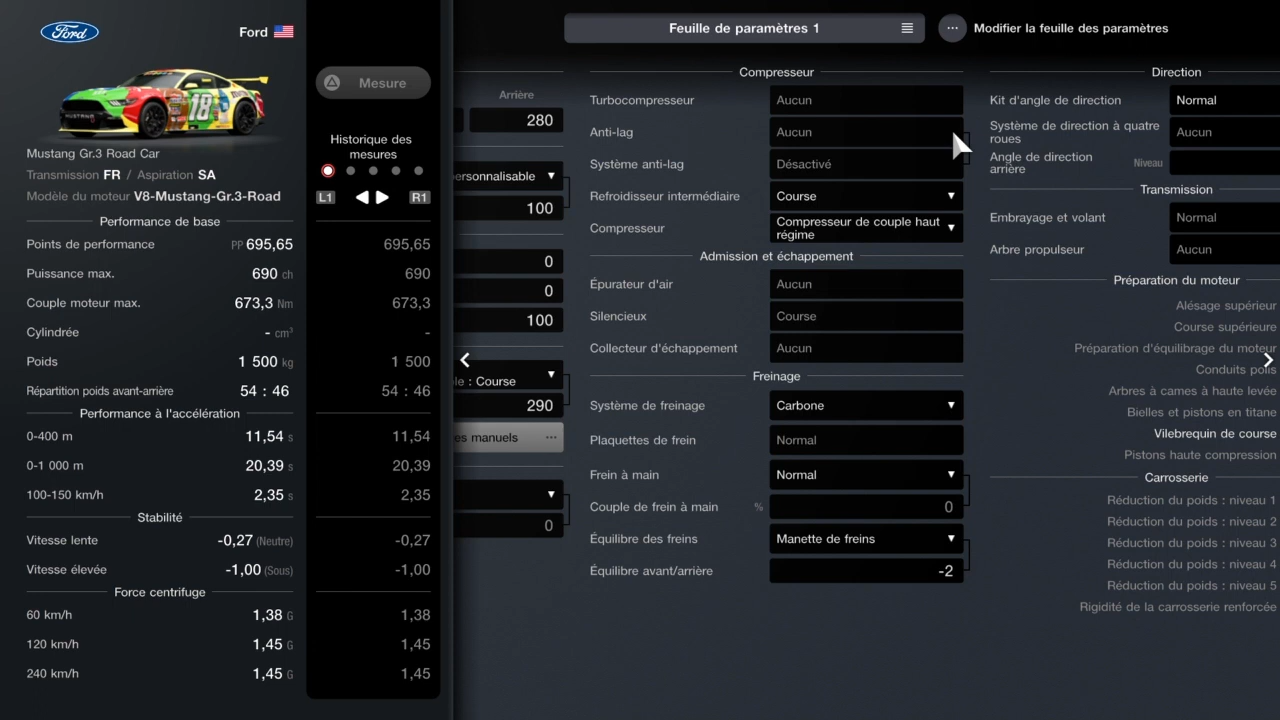 Ford
Ford
18
MUSTANG
Mustang Gr.3 Road Car
Transmission FR / Aspiration SA
Modèle du moteur V8-Mustang-Gr.3-Road
Performance de base
Points de performance PP 695,65
Puissance max. 690 ch
Couple moteur max. 673,3 Nm
Cylindrée - cm³
Poids 1 500 kg
Répartition poids avant-arrière 54 : 46
Performance à l'accélération
0-400 m 11,54 s
0-1 000 m 20,39 s
100-150 km/h 2,35 s
Stabilité
Vitesse lente -0,27 (Neutre)
Vitesse élevée -1,00 (Sous)
Force centrifuge
60 km/h 1,38 G
120 km/h 1,45 G
240 km/h 1,45 G
Mesure
Historique des
mesures
L1 R1
695,65
690
673,3
-
1 500
54 : 46
11,54
20,39
2,35
-0,27
-1,00
1,38
1,45
1,45
Feuille de paramètres 1
Modifier la feuille des paramètres
Arrière
280
ersonnalisable
100
0
0
100
le : Course
290
es manuels
0
Compresseur
Turbocompresseur Aucun
Anti-lag Aucun
Système anti-lag Désactivé
Refroidisseur intermédiaire Course
Compresseur Compresseur de couple haut
régime
Admission et échappement
Épurateur d'air Aucun
Silencieux Course
Collecteur d'échappement Aucun
Freinage
Système de freinage Carbone
Plaquettes de frein Normal
Frein à main Normal
Couple de frein à main % 0
Équilibre des freins Manette de freins
Équilibre avant/arrière -2
Direction
Kit d'angle de direction Normal
Système de direction à quatre
roues Aucun
Angle de direction
arrière Niveau
Transmission
Embrayage et volant Normal
Arbre propulseur Aucun
Préparation du moteur
Alésage supérieur
Course supérieure
Préparation d'équilibrage du moteur
Conduits polis
Arbres à cames à haute levée
Bielles et pistons en titane
Vilebrequin de course
Pistons haute compression
Carrosserie
Réduction du poids : niveau 1
Réduction du poids : niveau 2
Réduction du poids : niveau 3
Réduction du poids : niveau 4
Réduction du poids : niveau 5
Rigidité de la carrosserie renforcée